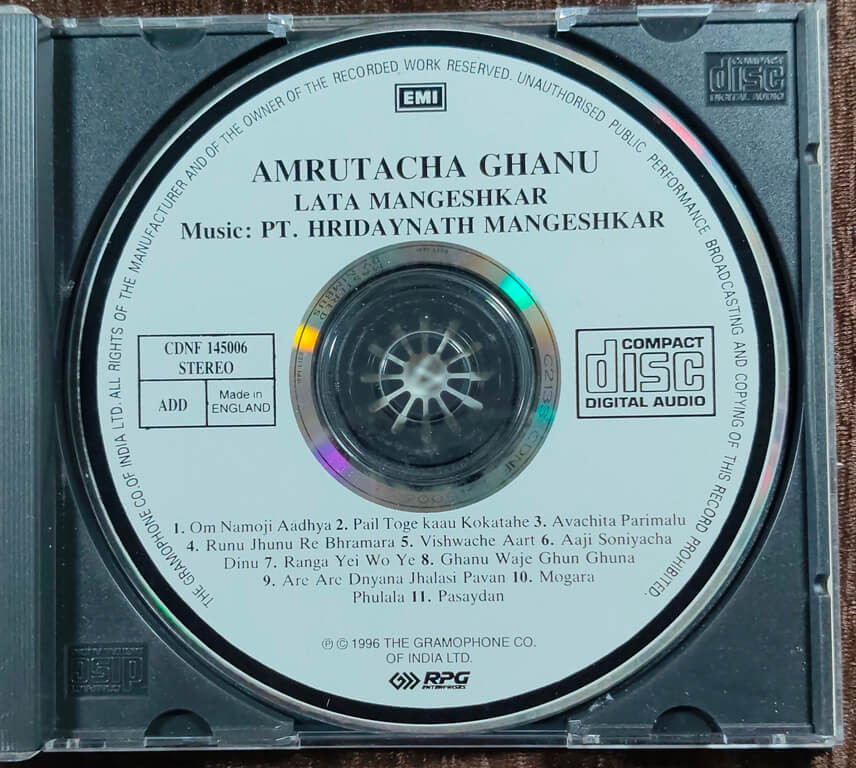 EMI
AMRUTACHA GHANU
LATA MANGESHKAR
Music: PT. HRIDAYNATH MANGESHKAR
CDNF 145006
STEREO
ADD
Made in
ENGLAND
COMPACT
disc
DIGITAL AUDIO
1. Om Namoji Aadhya 2. Pail Toge kaau Kokatahe 3. Avachita Parimalu
4. Runu Jhunu Re Bhramara 5. Vishwache Aart 6. Aaji Soniyacha
Dinu 7. Ranga Yei Wo Ye 8. Ghanu Waje Ghun Ghuna
9. Are Are Dnyana Jhalasi Pavan 10. Mogara
Phulala 11. Pasaydan
℗ © 1996 THE GRAMOPHONE CO.
OF INDIA LTD.
RPG
ENTERPRISES
THE GRAMOPHONE CO. OF INDIA LTD. ALL RIGHTS OF THE MANUFACTURER AND OF THE OWNER OF THE RECORDED WORK RESERVED. UNAUTHORISED PUBLIC PERFORMANCE BROADCASTING AND COPYING OF THIS RECORD PROHIBITED.
COMPACT
disc
DIGITAL AUDIO
disc